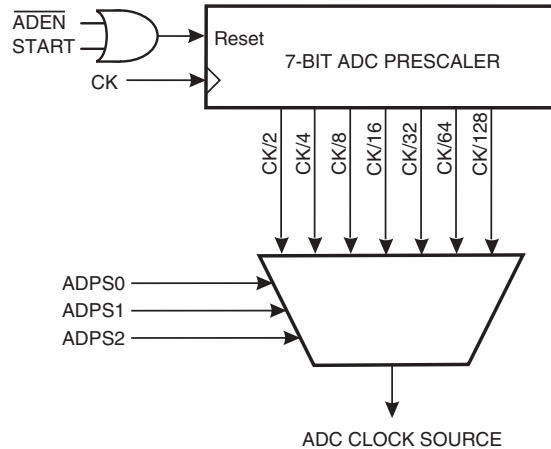 ADEN
START
Reset
7-BIT ADC PRESCALER
CK
CK/2
CK/4
CK/8
CK/16
CK/32
CK/64
CK/128
ADPS0
ADPS1
ADPS2
ADC CLOCK SOURCE